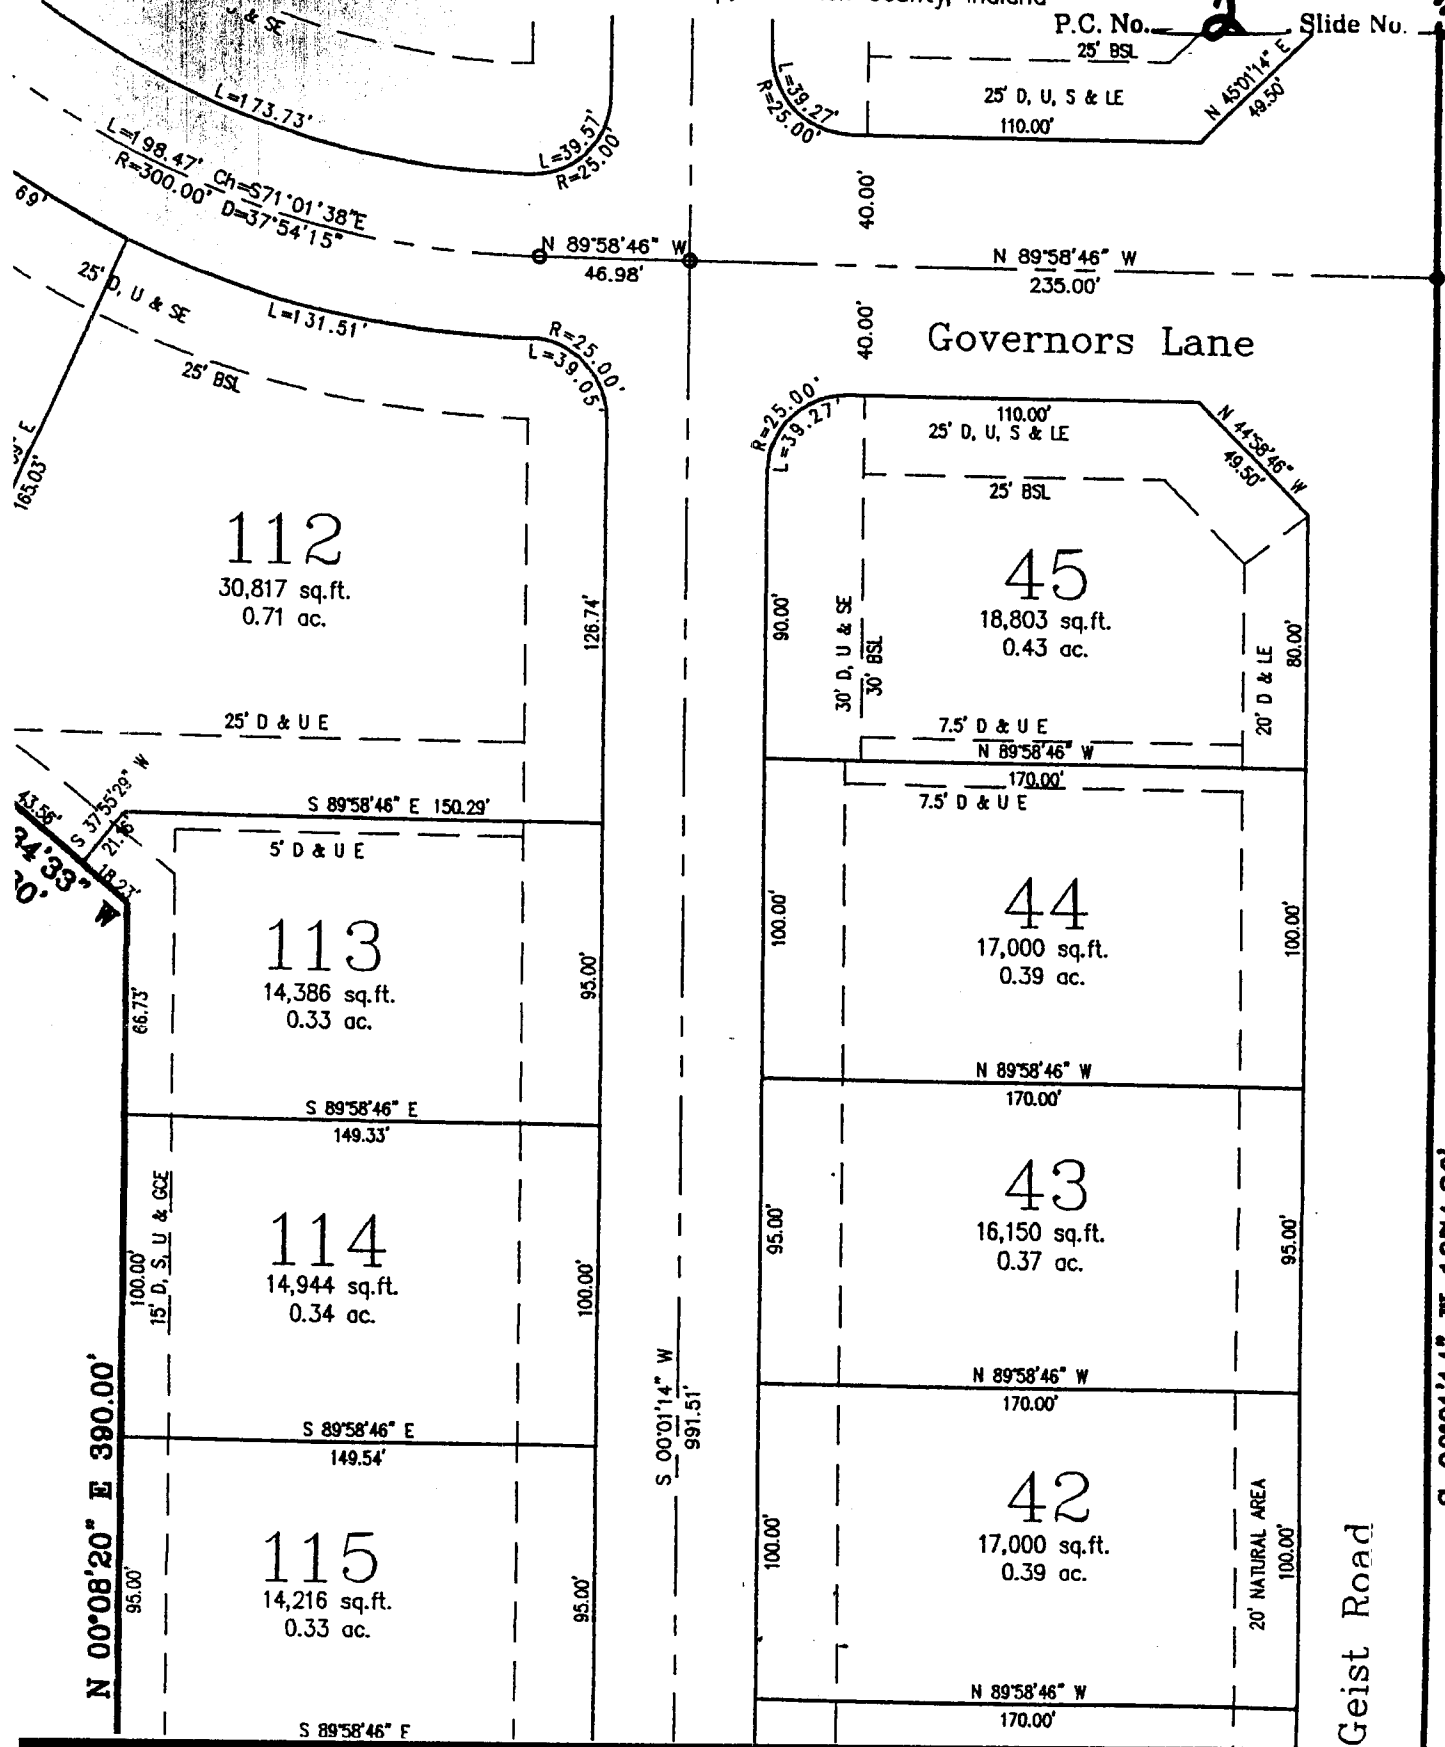 County, Indiana
P.C. No.
Slide No.
& SE
25' BSL
25' D, U, S & LE
110.00'
N 45°01'14" E
49.50'
L=39.27'
R=25.00'
L=173.73'
L=39.57'
R=25.00'
L=198.47' Ch=S71°01'38"E
R=300.00' D=37°54'15"
69'
40.00'
N 89°58'46" W
46.98'
N 89°58'46" W
235.00'
25' D, U & SE
L=131.51'
25' BSL
R=25.00'
L=39.05'
40.00'
Governors Lane
R=25.00'
L=39.27'
110.00'
25' D, U, S & LE
25' BSL
N 44°58'46" W
49.50'
165.03'
112
30,817 sq.ft.
0.71 ac.
126.74'
90.00'
30' D, U & SE
30' BSL
45
18,803 sq.ft.
0.43 ac.
20' D & LE
80.00'
25' D & U E
7.5' D & U E
N 89°58'46" W
170.00'
7.5' D & U E
43.56'
S 37°55'29" W
21.16'
18.23'
34'33" W
S 89°58'46" E 150.29'
5' D & U E
113
14,386 sq.ft.
0.33 ac.
66.73'
95.00'
100.00'
44
17,000 sq.ft.
0.39 ac.
100.00'
S 89°58'46" E
149.33'
N 89°58'46" W
170.00'
114
14,944 sq.ft.
0.34 ac.
100.00'
15' D, S, U & GCE
100.00'
95.00'
43
16,150 sq.ft.
0.37 ac.
95.00'
N 00°08'20" E 390.00'
S 00°01'14" W
991.51'
S 89°58'46" E
149.54'
N 89°58'46" W
170.00'
115
14,216 sq.ft.
0.33 ac.
95.00'
95.00'
100.00'
42
17,000 sq.ft.
0.39 ac.
20' NATURAL AREA
100.00'
Geist Road
S 89°58'46" E
N 89°58'46" W
170.00'